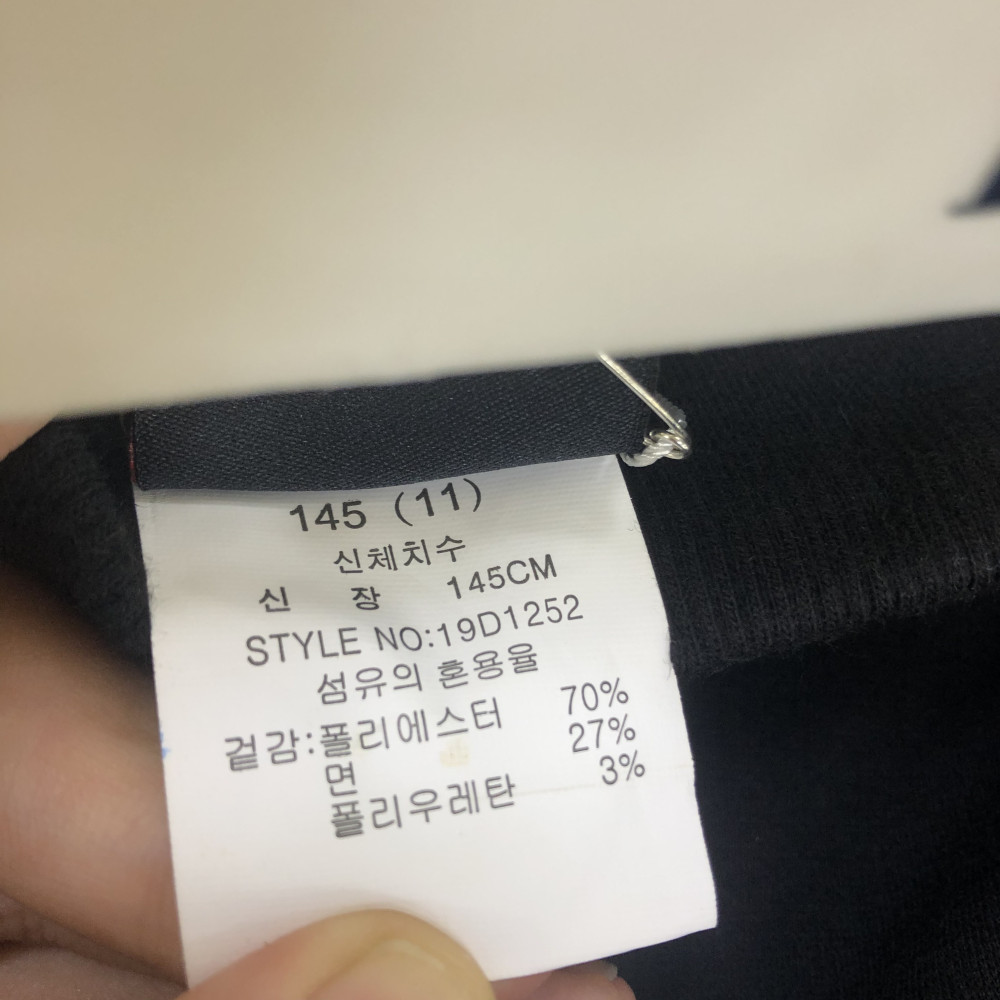 145 (11)
신체치수
신 장 145CM
STYLE NO:19D1252
섬유의 혼용율
겉감:폴리에스터 70%
면 27%
폴리우레탄 3%